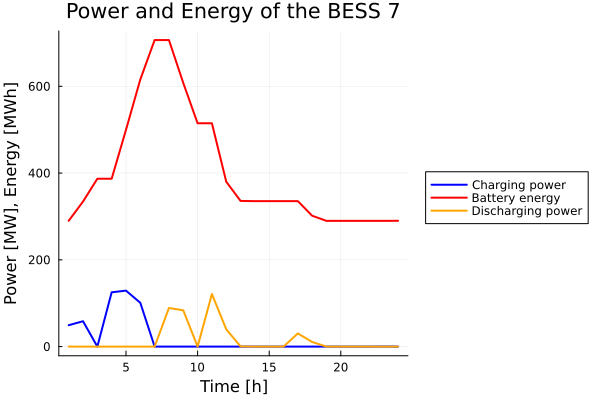 Power and Energy of the BESS 7
Power [MW], Energy [MWh]
600
400
200
0
5
10
15
20
Time [h]
Charging power
Battery energy
Discharging power